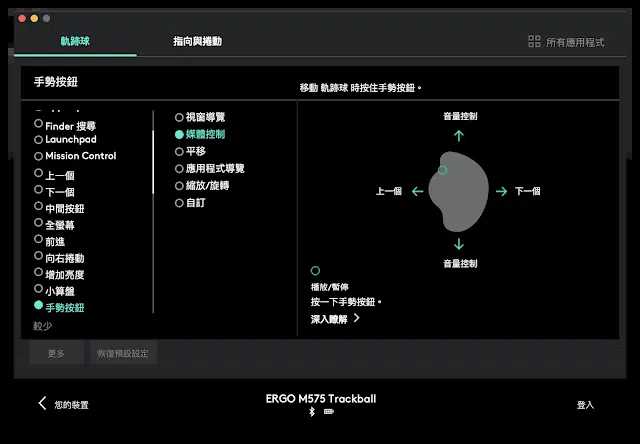 軌跡球
指向與捲動
所有應用程式
手勢按鈕
移動 軌跡球 時按住手勢按鈕。
Finder 搜尋
Launchpad
Mission Control
上一個
下一個
中間按鈕
全螢幕
前進
向右捲動
增加亮度
小算盤
手勢按鈕
較少
視窗導覽
媒體控制
平移
應用程式導覽
縮放/旋轉
自訂
音量控制
上一個
下一個
音量控制
播放/暫停
按一下手勢按鈕。
深入瞭解
更多
恢復預設設定
您的裝置
ERGO M575 Trackball
登入